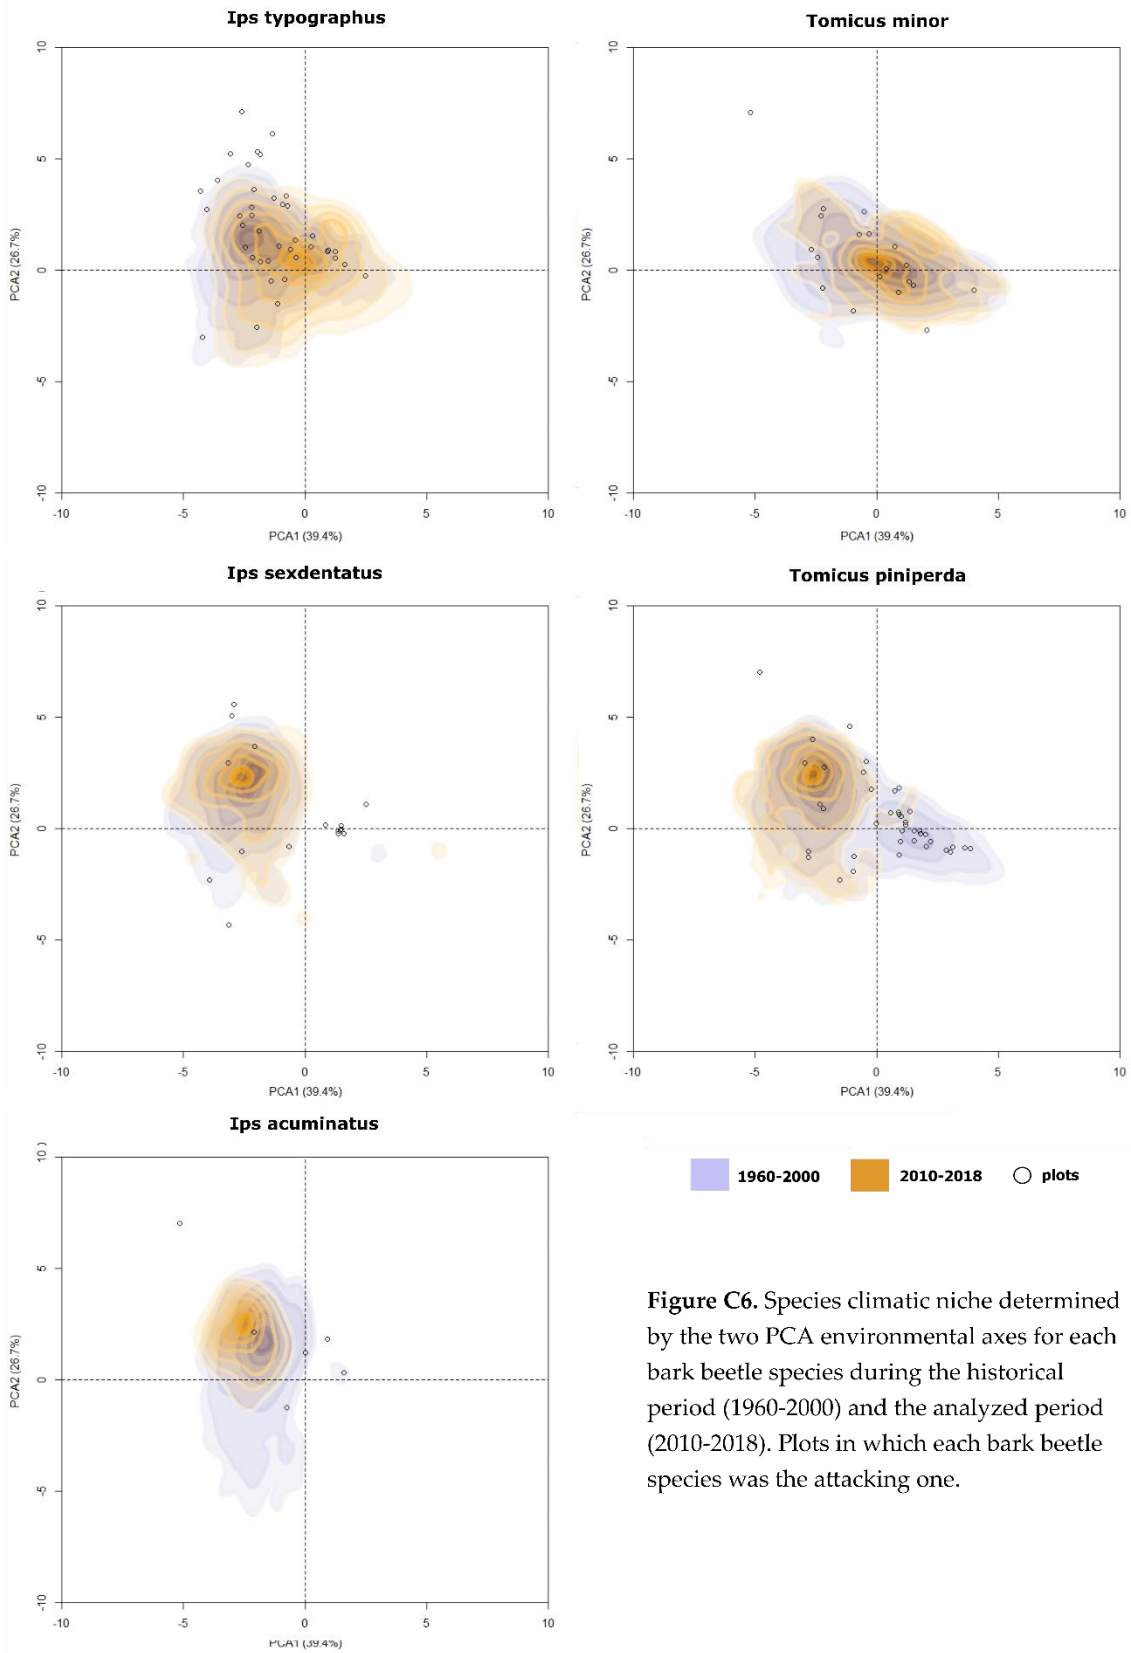 Ips typographus
10
5
0
-5
-10
PCA2 (26.7%)
-10 -5 0 5 10
PCA1 (39.4%)
Tomicus minor
10
5
0
-5
-10
PCA2 (26.7%)
-10 -5 0 5 10
PCA1 (39.4%)
Ips sexdentatus
10
5
0
-5
-10
PCA2 (26.7%)
-10 -5 0 5 10
PCA1 (39.4%)
Tomicus piniperda
10
5
0
-5
-10
PCA2 (26.7%)
-10 -5 0 5 10
PCA1 (39.4%)
Ips acuminatus
10
5
0
-5
-10
PCA2 (26.7%)
-10 -5 0 5 10
PCA1 (39.4%)
1960-2000 2010-2018 plots
Figure C6. Species climatic niche determined
by the two PCA environmental axes for each
bark beetle species during the historical
period (1960-2000) and the analyzed period
(2010-2018). Plots in which each bark beetle
species was the attacking one.